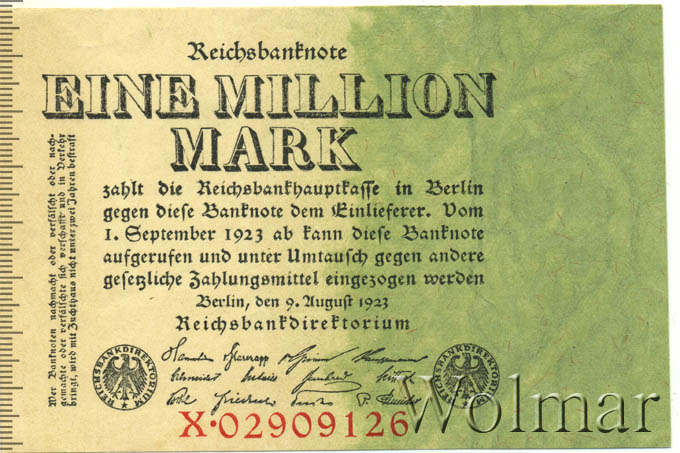 Reichsbanknote
EINE MILLION
MARK
zahlt die Reichsbankhauptkasse in Berlin
gegen diese Banknote dem Einlieferer. Vom
1. September 1923 ab kann diese Banknote
aufgerufen und unter Umtausch gegen andere
gesetzliche Zahlungsmittel eingezogen werden
Berlin, den 9. August 1923
Reichsbankdirektorium
Wer Banknoten nachmacht oder verfälscht oder nach-
gemachte oder verfälschte sich verschafft und in Verkehr
bringt, wird mit Zuchthaus nicht unter zwei Jahren bestraft
REICHSBANKDIREKTORIUM
REICHSBANKDIREKTORIUM
X·02909126
Wolmar